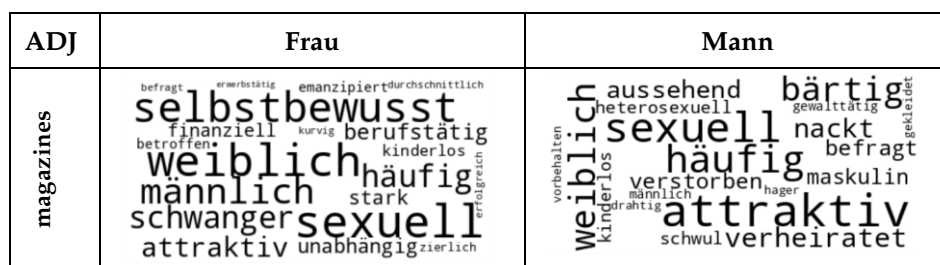 ADJ Frau Mann
magazines
befragt erwerbstätig emanzipiert durchschnittlich
selbstbewusst
finanziell kurvig berufstätig
betroffen kinderlos
weiblich häufig
männlich stark erfolgreich
schwanger sexuell
attraktiv unabhängig zierlich
aussehend bärtig
heterosexuell gewalttätig gekleidet
weiblich sexuell nackt
häufig befragt
vorbehalten kinderlos verstorben hager maskulin
männlich
drahtig attraktiv
schwul verheiratet